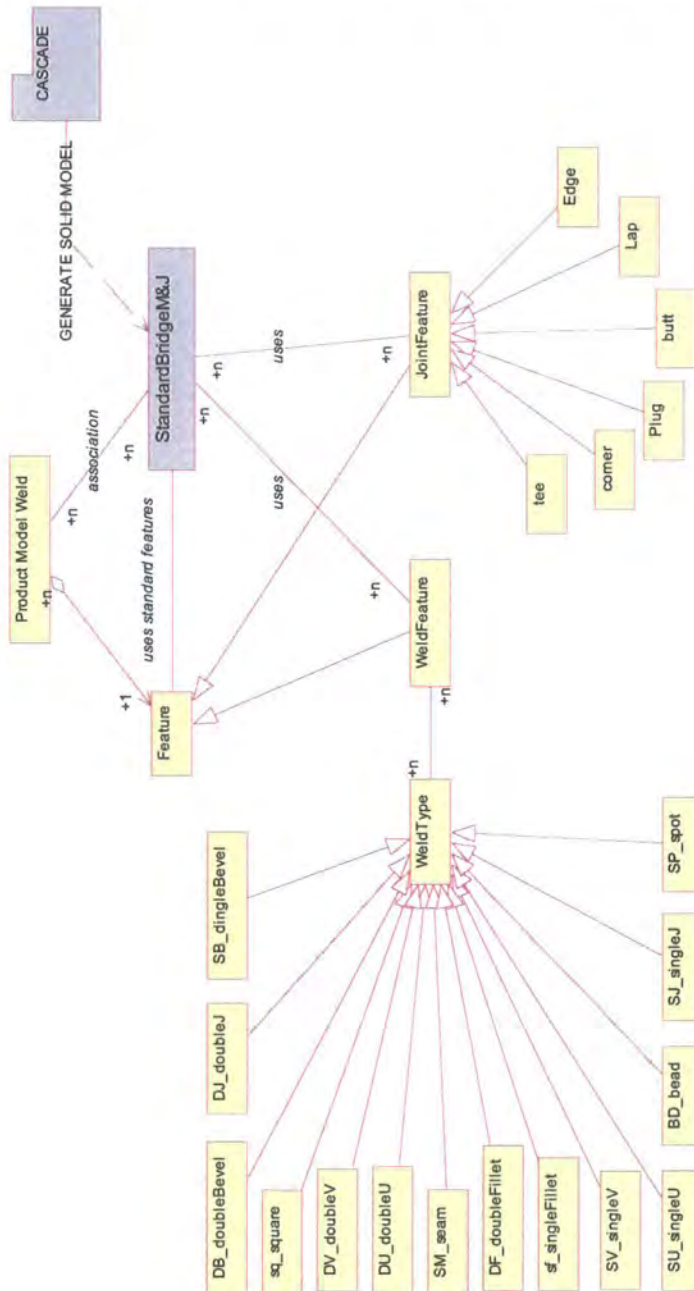 CASCADE
GENERATE SOLID MODEL
Product Model Weld
+n
association
+n
+n
StandardBridgeM&J
+n
+n
uses standard features
+1
Feature
uses
uses
+n
+n
JointFeature
WeldFeature
+n
+n
WeldType
Edge
Lap
butt
Plug
corner
tee
SB_dingleBevel
DJ_doubleJ
DB_doubleBevel
sq_square
DV_doubleV
DU_doubleU
SM_seam
DF_doubleFillet
sf_singleFillet
SV_singleV
SU_singleU
BD_bead
SJ_singleJ
SP_spot